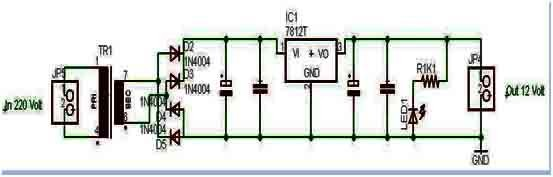 IC1
7812T
TR1
D2
1N4004
D3
1N4004
D4
1N4004
D5
1N4004
JP5
1
2
In 220 Volt
PRI
SEC
1
4
7
1
VI + VO
3
GND
2
R1K1
LED1
JP4
1
2
Out 12 Volt
GND